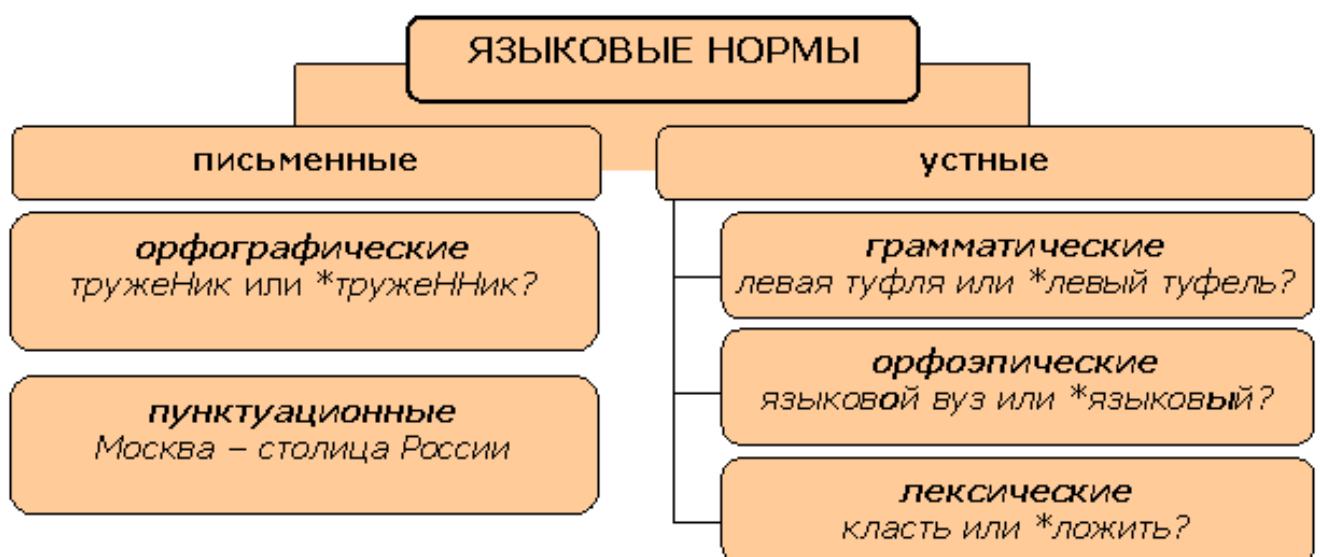 ЯЗЫКОВЫЕ НОРМЫ
письменные
орфографические
тружеНик или *тружеННик?
пунктуационные
Москва – столица России
устные
грамматические
левая туфля или *левый туфель?
орфоэпические
языковой вуз или *языковый?
лексические
класть или *ложить?